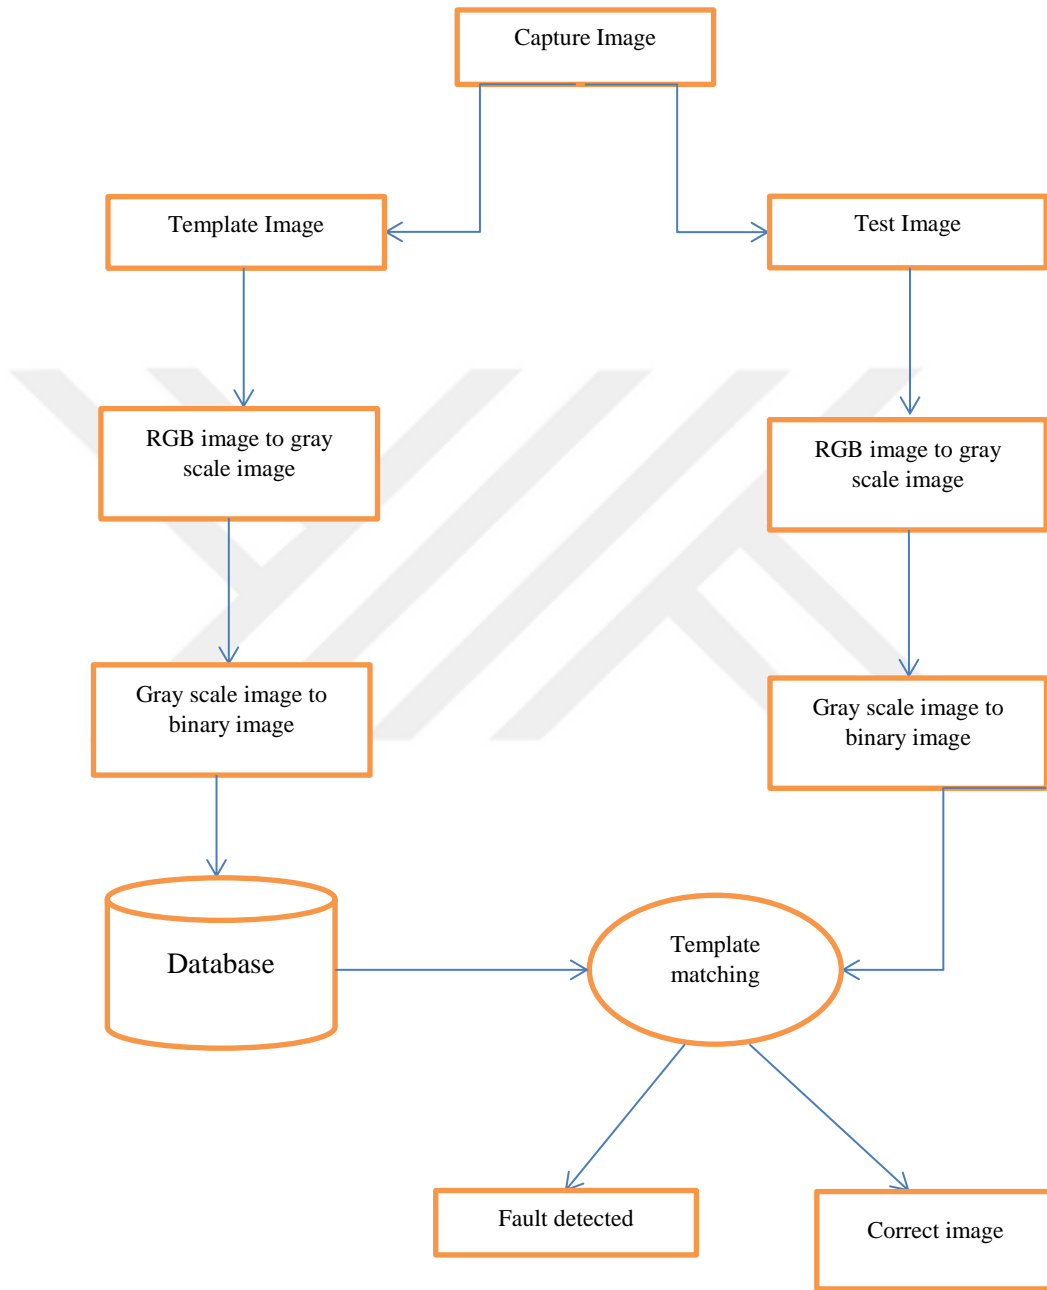 Capture Image
Template Image
Test Image
RGB image to gray
scale image
RGB image to gray
scale image
Gray scale image to
binary image
Gray scale image to
binary image
Database
Template
matching
Fault detected
Correct image